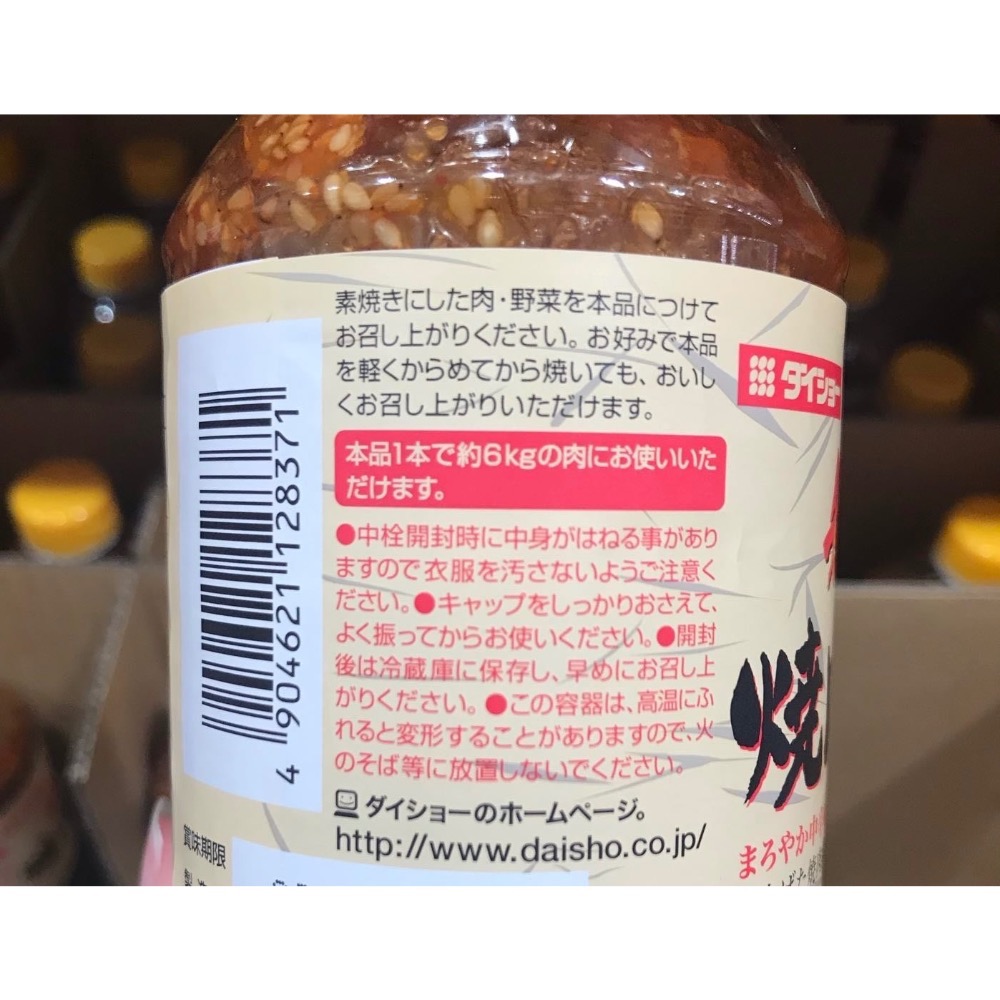 素焼きにした肉・野菜を本品につけて
お召し上がりください。お好みで本品
を軽くからめてから焼いても、おいし
くお召し上がりいただけます。
本品1本で約6kgの肉にお使いいた
だけます。
●中栓開封時に中身がはねる事があり
ますので衣服を汚さないようご注意く
ださい。●キャップをしっかりおさえて、
よく振ってからお使いください。●開封
後は冷蔵庫に保存し、早めにお召し上
がりください。●この容器は、高温にふ
れると変形することがありますので、火
のそば等に放置しないでください。
ダイショーのホームページ。
http://www.daisho.co.jp/
4904621128371
賞味期限
ダイショー
焼
まろやか中